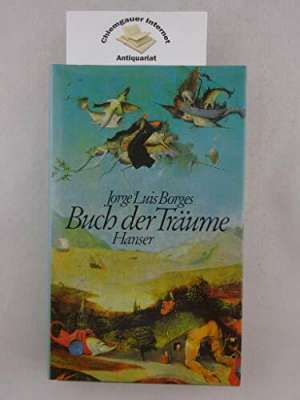 Chiemgauer Internet
Antiquariat
Jorge Luis Borges
Buch der Träume
Hanser